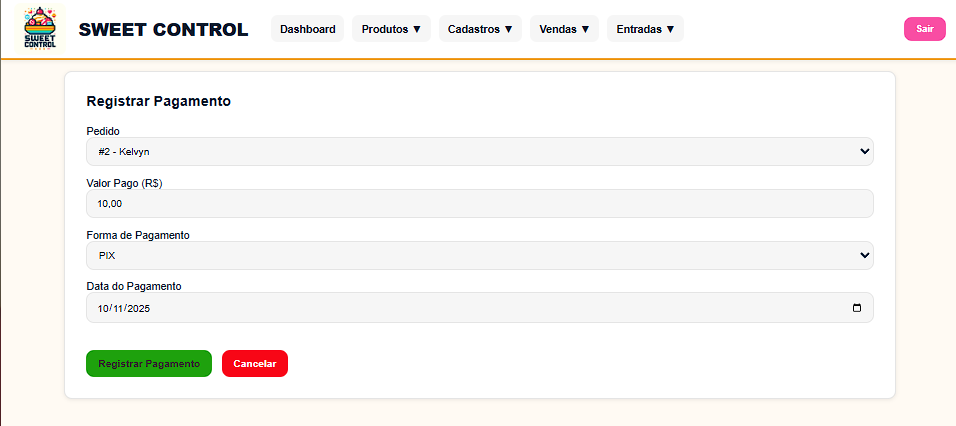 SWEET
CONTROL
SWEET CONTROL
Dashboard
Produtos ▼
Cadastros ▼
Vendas ▼
Entradas ▼
Sair
Registrar Pagamento
Pedido
#2 - Kelvyn
Valor Pago (R$)
10,00
Forma de Pagamento
PIX
Data do Pagamento
10/11/2025
Registrar Pagamento
Cancelar